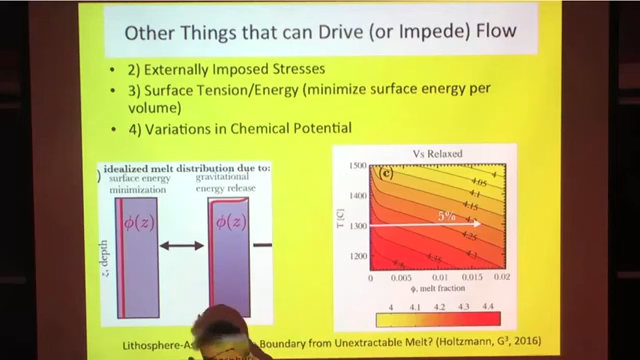 Other Things that can Drive (or Impede) Flow
• 2) Externally Imposed Stresses
• 3) Surface Tension/Energy (minimize surface energy per
volume)
• 4) Variations in Chemical Potential
) idealized melt distribution due to:
surface energy
minimization
gravitational
energy release
ϕ(z)
ϕ(z)
z, depth
Vs Relaxed
(c)
1500
1400
1300
1200
T [C]
4
4.05
4.1
4.15
4.25
4.3
5%
0 0.005 0.01 0.015 0.02
φ, melt fraction
4 4.1 4.2 4.3 4.4
Lithosphere-As Boundary from Unextractable Melt? (Holtzmann, G³, 2016)